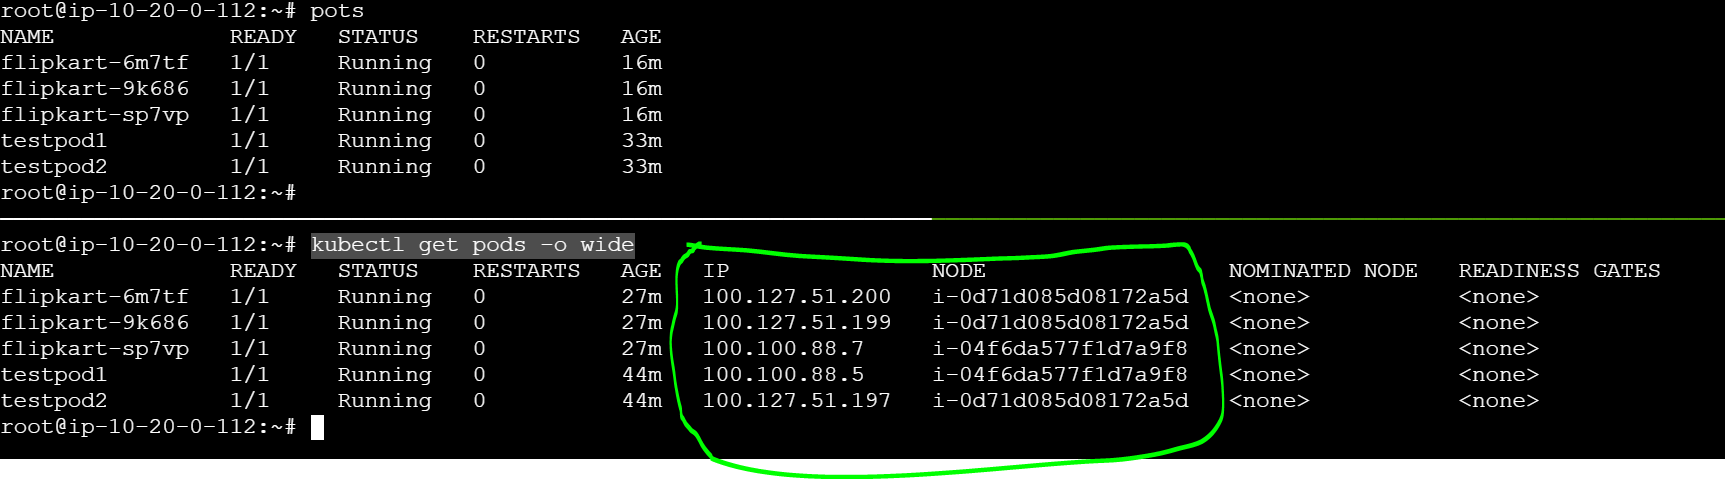 root@ip-10-20-0-112:~# pots
NAME READY STATUS RESTARTS AGE
flipkart-6m7tf 1/1 Running 0 16m
flipkart-9k686 1/1 Running 0 16m
flipkart-sp7vp 1/1 Running 0 16m
testpod1 1/1 Running 0 33m
testpod2 1/1 Running 0 33m
root@ip-10-20-0-112:~#
root@ip-10-20-0-112:~# kubectl get pods -o wide
NAME READY STATUS RESTARTS AGE IP NODE NOMINATED NODE READINESS GATES
flipkart-6m7tf 1/1 Running 0 27m 100.127.51.200 i-0d71d085d08172a5d <none> <none>
flipkart-9k686 1/1 Running 0 27m 100.127.51.199 i-0d71d085d08172a5d <none> <none>
flipkart-sp7vp 1/1 Running 0 27m 100.100.88.7 i-04f6da577f1d7a9f8 <none> <none>
testpod1 1/1 Running 0 44m 100.100.88.5 i-04f6da577f1d7a9f8 <none> <none>
testpod2 1/1 Running 0 44m 100.127.51.197 i-0d71d085d08172a5d <none> <none>
root@ip-10-20-0-112:~#